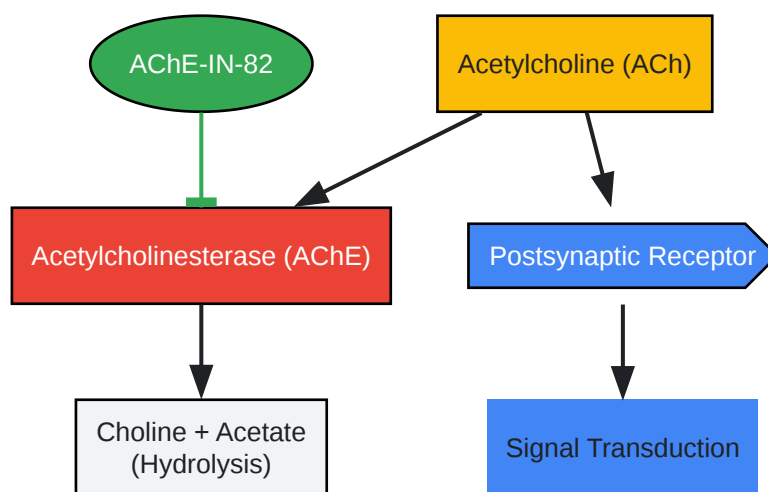 AChE-IN-82
Acetylcholine (ACh)
Acetylcholinesterase (AChE)
Postsynaptic Receptor
Choline + Acetate
(Hydrolysis)
Signal Transduction